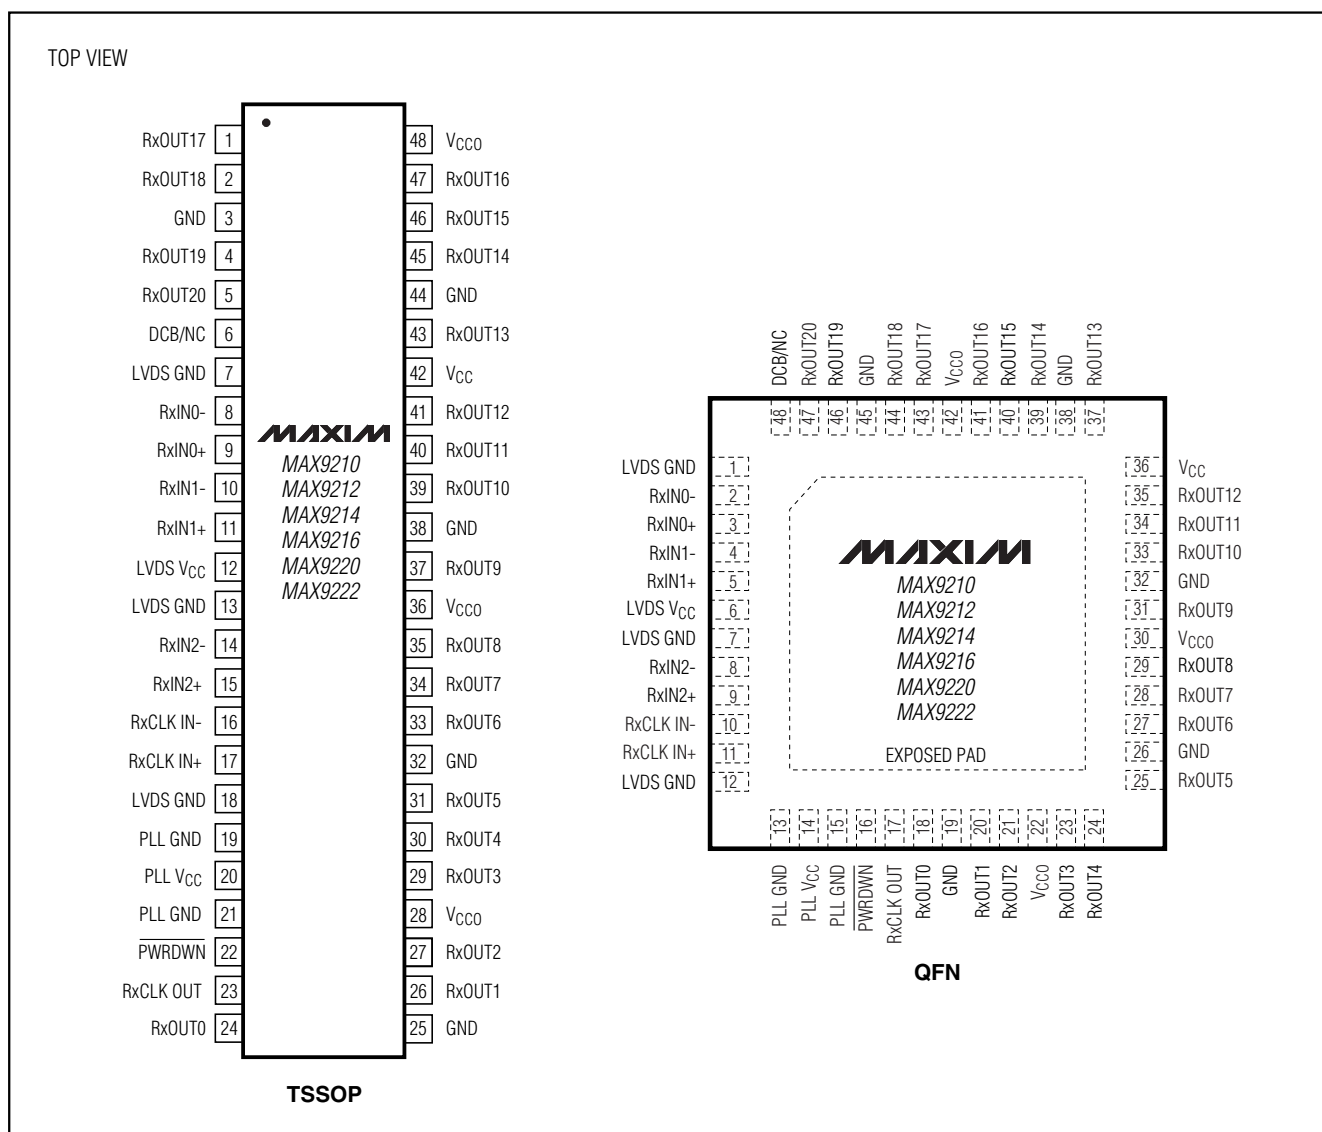 TOP VIEW
RxOUT17 1
RxOUT18 2
GND 3
RxOUT19 4
RxOUT20 5
DCB/NC 6
LVDS GND 7
RxIN0- 8
RxIN0+ 9
RxIN1- 10
RxIN1+ 11
LVDS VCC 12
LVDS GND 13
RxIN2- 14
RxIN2+ 15
RxCLK IN- 16
RxCLK IN+ 17
LVDS GND 18
PLL GND 19
PLL VCC 20
PLL GND 21
PWRDWN 22
RxCLK OUT 23
RxOUT0 24
MAXIM
MAX9210
MAX9212
MAX9214
MAX9216
MAX9220
MAX9222
48 VCCO
47 RxOUT16
46 RxOUT15
45 RxOUT14
44 GND
43 RxOUT13
42 VCC
41 RxOUT12
40 RxOUT11
39 RxOUT10
38 GND
37 RxOUT9
36 VCCO
35 RxOUT8
34 RxOUT7
33 RxOUT6
32 GND
31 RxOUT5
30 RxOUT4
29 RxOUT3
28 VCCO
27 RxOUT2
26 RxOUT1
25 GND
TSSOP
DCB/NC 48
RxOUT20 47
RxOUT19 46
GND 45
RxOUT18 44
RxOUT17 43
VCCO 42
RxOUT16 41
RxOUT15 40
RxOUT14 39
GND 38
RxOUT13 37
LVDS GND 1
RxIN0- 2
RxIN0+ 3
RxIN1- 4
RxIN1+ 5
LVDS VCC 6
LVDS GND 7
RxIN2- 8
RxIN2+ 9
RxCLK IN- 10
RxCLK IN+ 11
LVDS GND 12
MAXIM
MAX9210
MAX9212
MAX9214
MAX9216
MAX9220
MAX9222
EXPOSED PAD
36 VCC
35 RxOUT12
34 RxOUT11
33 RxOUT10
32 GND
31 RxOUT9
30 VCCO
29 RxOUT8
28 RxOUT7
27 RxOUT6
26 GND
25 RxOUT5
PLL GND 13
PLL VCC 14
PLL GND 15
PWRDWN 16
RxCLK OUT 17
RxOUT0 18
GND 19
RxOUT1 20
RxOUT2 21
VCCO 22
RxOUT3 23
RxOUT4 24
QFN